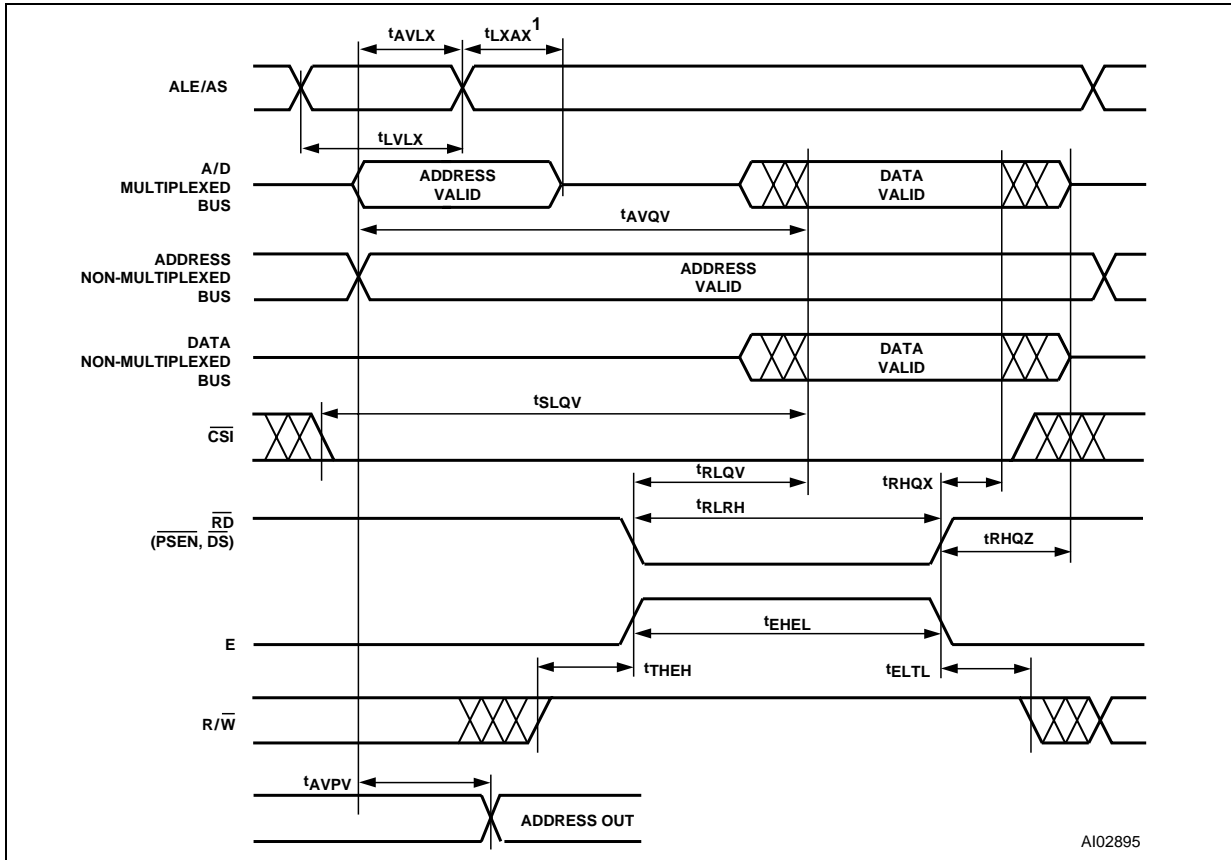 tAVLX tLXAX 1
ALE/AS
tLVLX
A/D
MULTIPLEXED
BUS
ADDRESS
VALID
DATA
VALID
tAVQV
ADDRESS
NON-MULTIPLEXED
BUS
ADDRESS
VALID
DATA
NON-MULTIPLEXED
BUS
DATA
VALID
tSLQV
CSI
tRLQV
tRHQX
tRLRH
RD
(PSEN, DS)
tRHQZ
tEHEL
E
tTHEH
tELTL
R/W
tAVPV
ADDRESS OUT
AI02895